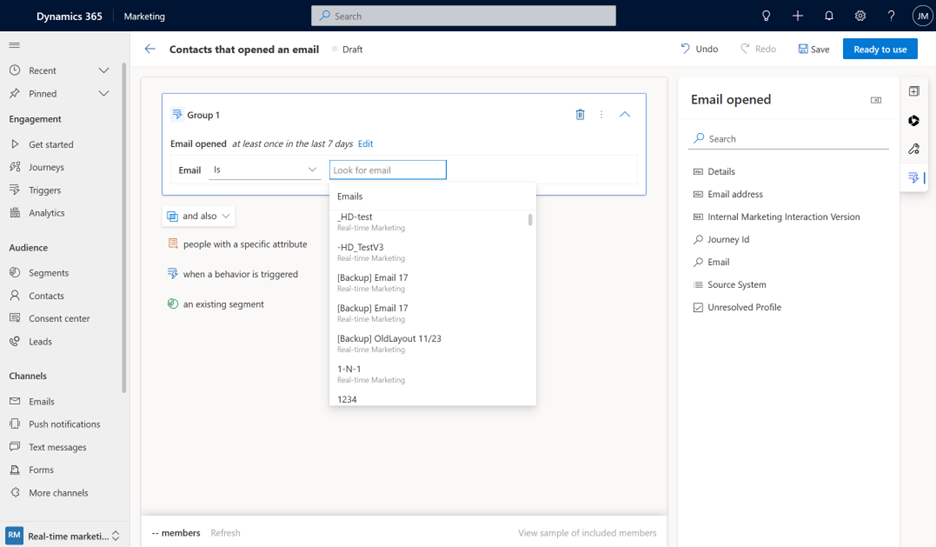 Dynamics 365
Marketing
Search
JM
Contacts that opened an email
Draft
Undo
Redo
Save
Ready to use
Recent
Pinned
Engagement
Get started
Journeys
Triggers
Analytics
Audience
Segments
Contacts
Consent center
Leads
Channels
Emails
Push notifications
Text messages
Forms
More channels
RM Real-time marketi...
Group 1
Email opened at least once in the last 7 days Edit
Email Is Look for email
Emails
_HD-test
Real-time Marketing
-HD_TestV3
Real-time Marketing
[Backup] Email 17
Real-time Marketing
[Backup] Email 17
Real-time Marketing
[Backup] OldLayout 11/23
Real-time Marketing
1-N-1
Real-time Marketing
1234
and also
people with a specific attribute
when a behavior is triggered
an existing segment
-- members Refresh
View sample of included members
Email opened
Search
Details
Email address
Internal Marketing Interaction Version
Journey Id
Email
Source System
Unresolved Profile